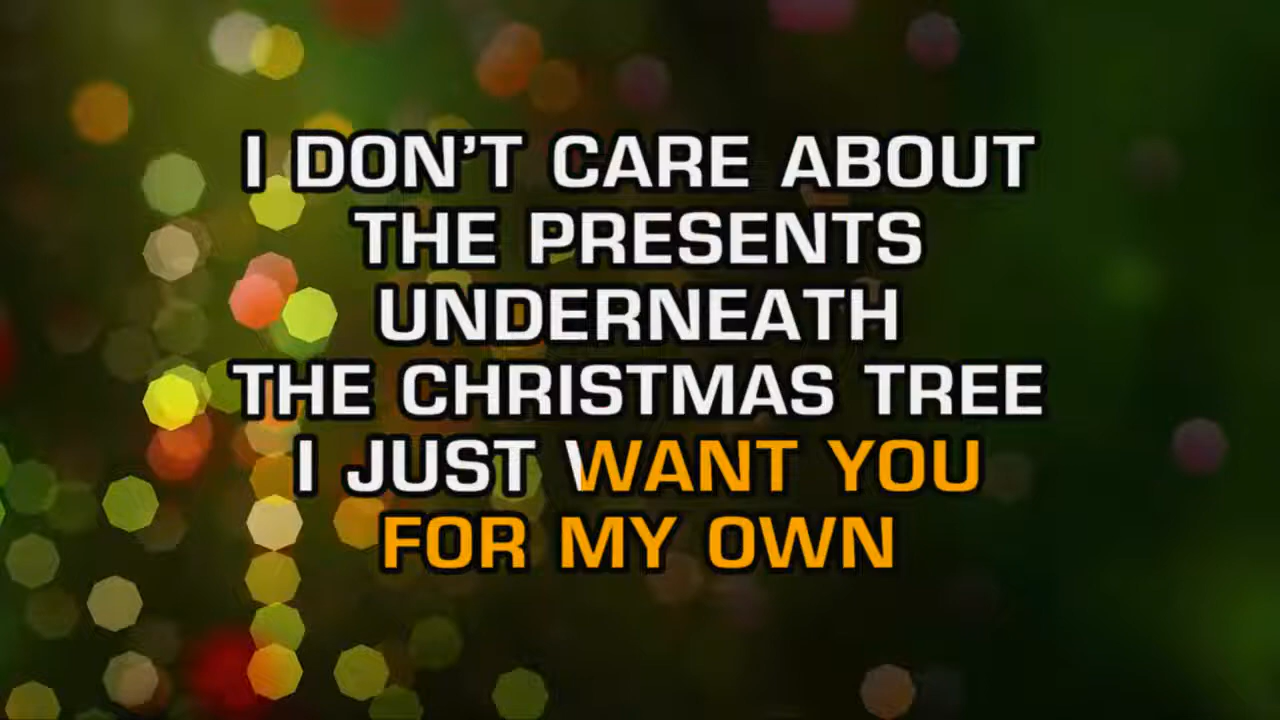 I DON'T CARE ABOUT
THE PRESENTS
UNDERNEATH
THE CHRISTMAS TREE
I JUST WANT YOU
FOR MY OWN